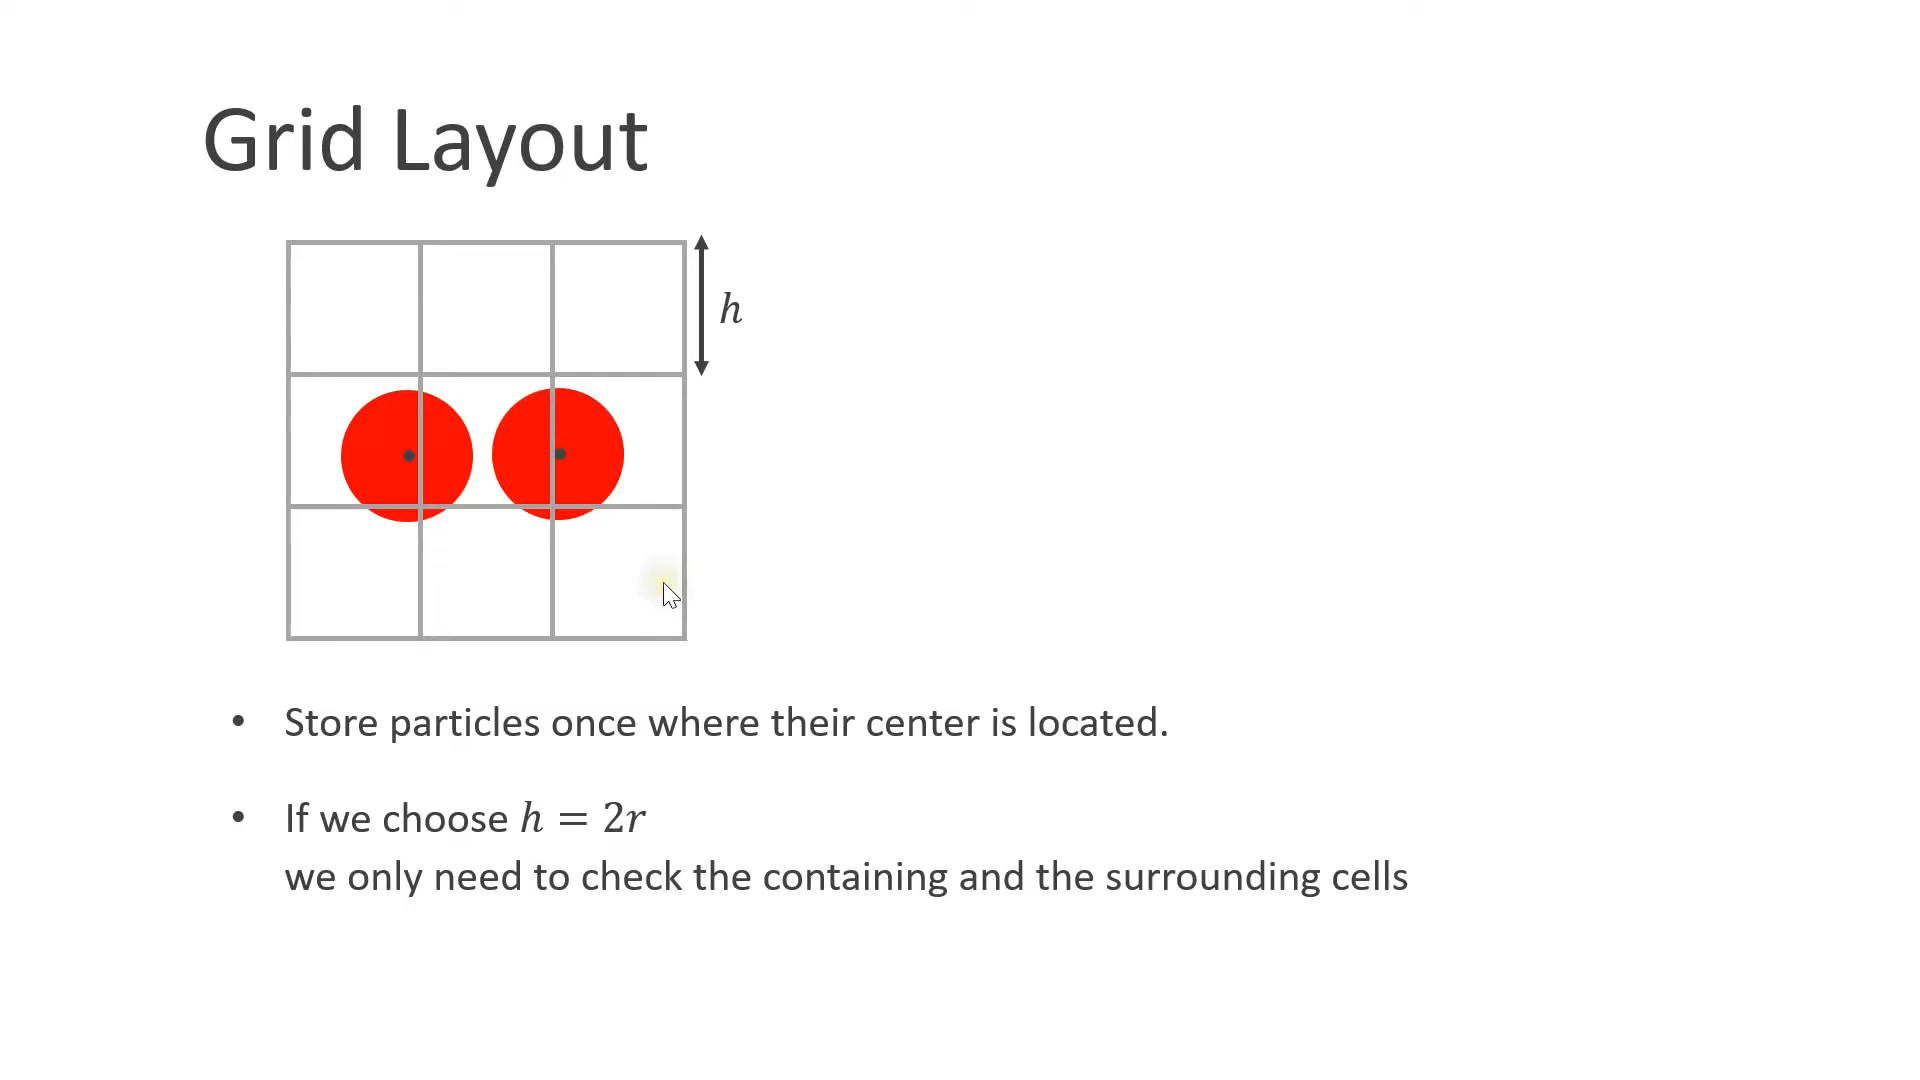 Grid Layout
h
• Store particles once where their center is located.
• If we choose h = 2r
we only need to check the containing and the surrounding cells